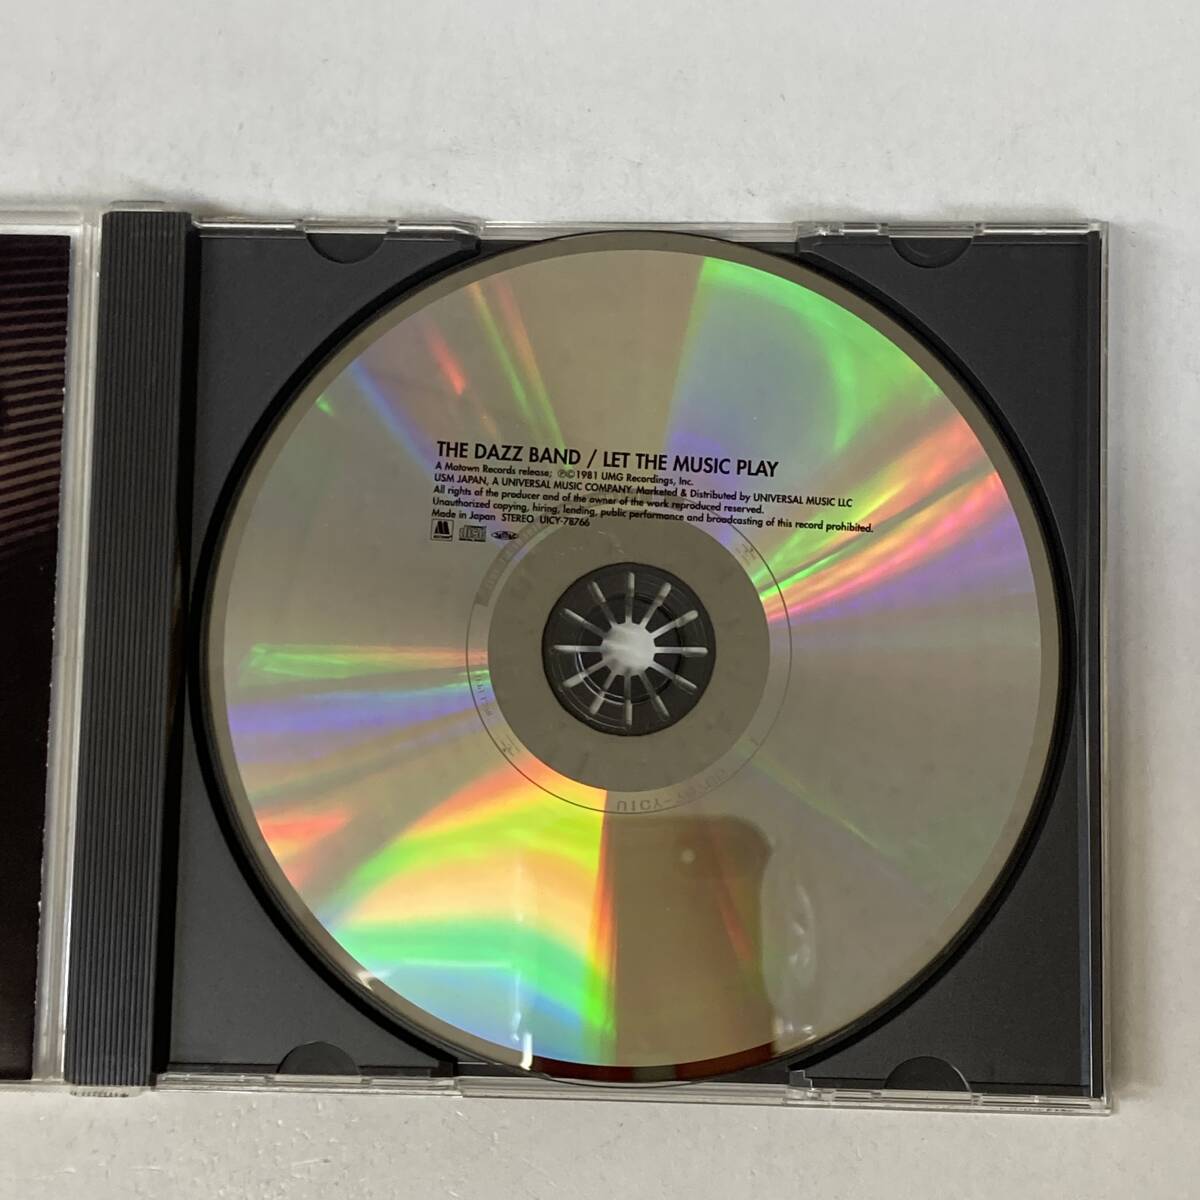 THE DAZZ BAND / LET THE MUSIC PLAY
A Motown Records release; ℗© 1981 UMG Recordings, Inc.
USM JAPAN, A UNIVERSAL MUSIC COMPANY. Marketed & Distributed by UNIVERSAL MUSIC LLC
All rights of the producer and of the owner of the work reproduced reserved.
Unauthorized copying, hiring, lending, public performance and broadcasting of this record prohibited.
Made in Japan STEREO UICY-78766